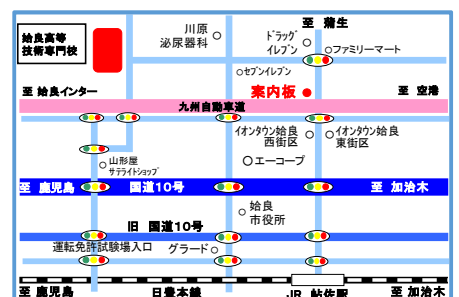 至 蒲生
姶良高等
技術専門校
川原
泌尿器科
ドラッグ
イレブン
ファミリーマート
セブンイレブン
至 姶良インター
案内板
至 空港
九州自動車道
イオンタウン姶良
西街区
イオンタウン姶良
東街区
山形屋
サテライトショップ
エーコープ
至 鹿児島
国道10号
至 加治木
姶良
市役所
旧 国道10号
運転免許試験場入口
グラード
至 鹿児島
日豊本線
JR 帖佐駅
至 加治木